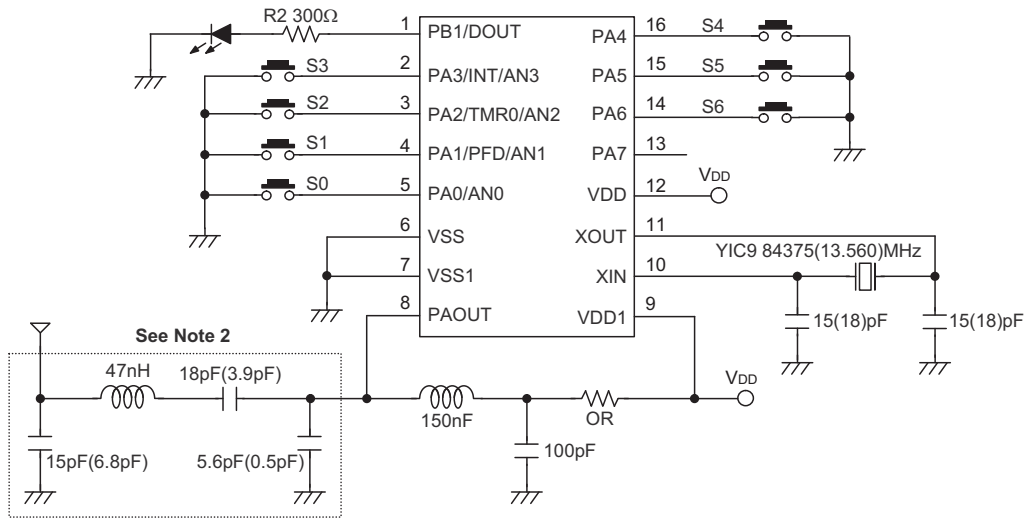 R2 300Ω
1
PB1/DOUT
PA4
16
S4
S3
2
PA3/INT/AN3
PA5
15
S5
S2
3
PA2/TMR0/AN2
PA6
14
S6
S1
4
PA1/PFD/AN1
PA7
13
S0
5
PA0/AN0
VDD
12
VDD
6
VSS
XOUT
11
YIC9 84375(13.560)MHz
7
VSS1
XIN
10
8
PAOUT
VDD1
9
15(18)pF
15(18)pF
See Note 2
47nH
18pF(3.9pF)
150nF
OR
VDD
15pF(6.8pF)
5.6pF(0.5pF)
100pF